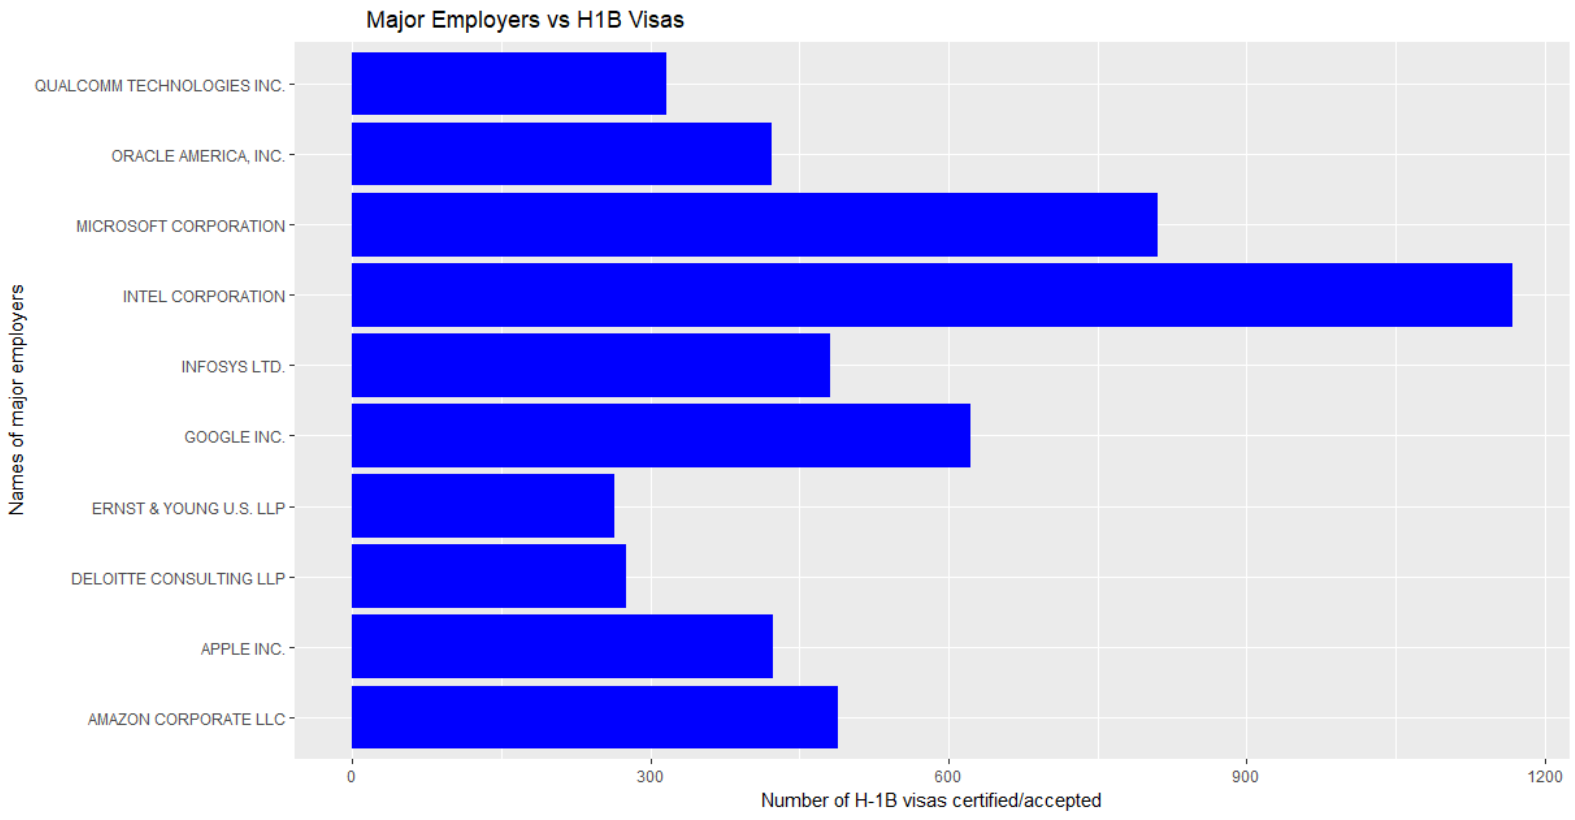 Major Employers vs H1B Visas
QUALCOMM TECHNOLOGIES INC.
ORACLE AMERICA, INC.
MICROSOFT CORPORATION
INTEL CORPORATION
INFOSYS LTD.
GOOGLE INC.
ERNST & YOUNG U.S. LLP
DELOITTE CONSULTING LLP
APPLE INC.
AMAZON CORPORATE LLC
Names of major employers
0 300 600 900 1200
Number of H-1B visas certified/accepted